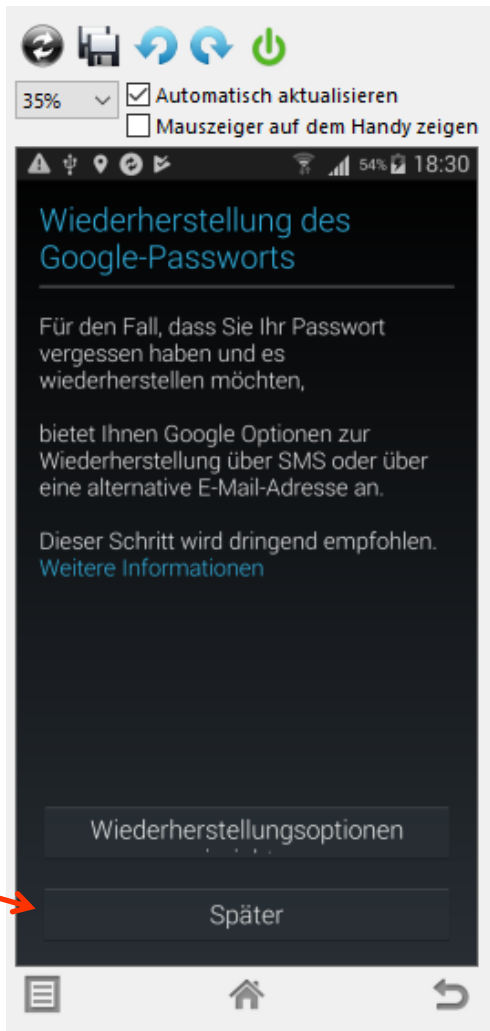 35%
Automatisch aktualisieren
Mauszeiger auf dem Handy zeigen
54% 18:30
Wiederherstellung des
Google-Passworts
Für den Fall, dass Sie Ihr Passwort
vergessen haben und es
wiederherstellen möchten,
bietet Ihnen Google Optionen zur
Wiederherstellung über SMS oder über
eine alternative E-Mail-Adresse an.
Dieser Schritt wird dringend empfohlen.
Weitere Informationen
Wiederherstellungsoptionen
Später